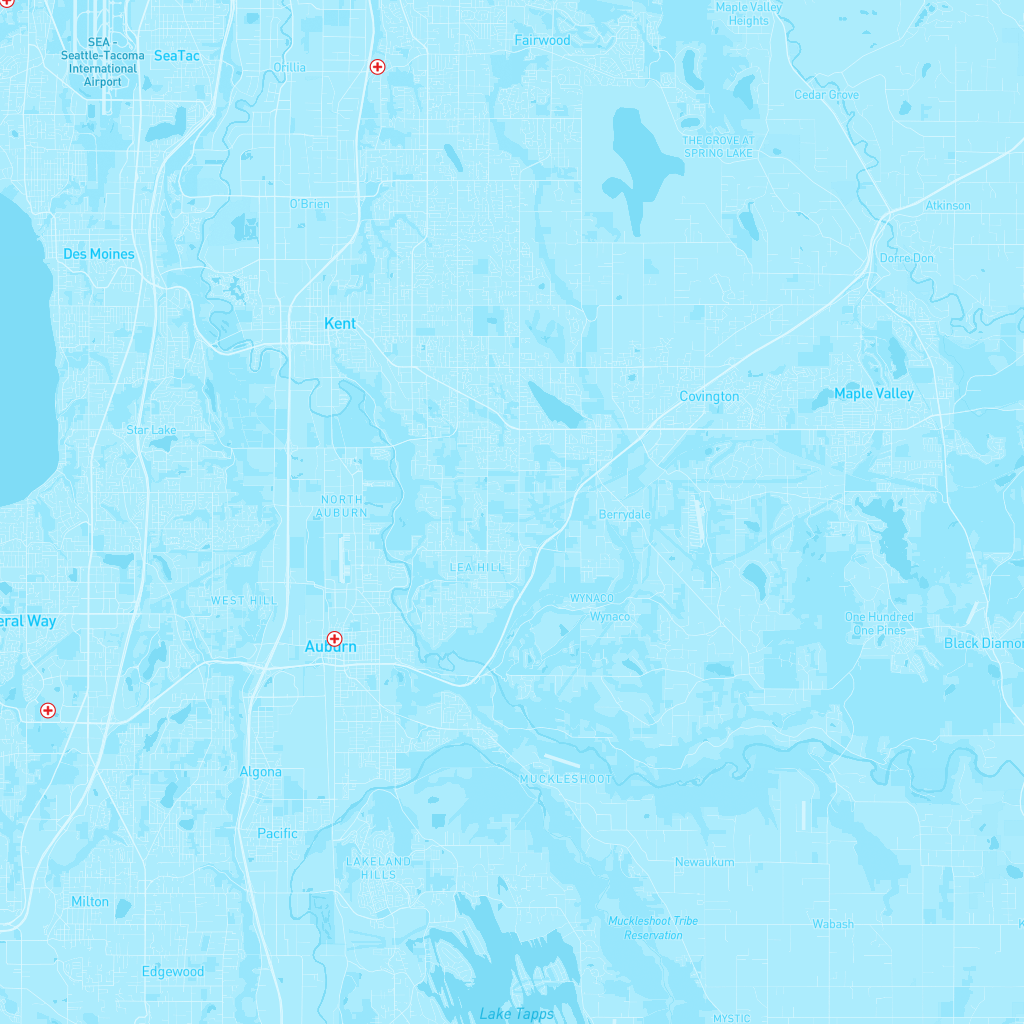 Maple Valley
Heights
Fairwood
SEA -
Seattle-Tacoma
International
Airport
SeaTac
Orillia
Cedar Grove
THE GROVE AT
SPRING LAKE
O'Brien
Atkinson
Des Moines
Dorre Don
Kent
Covington
Maple Valley
Star Lake
NORTH
AUBURN
Berrydale
LEA HILL
WEST HILL
WYNACO
Wynaco
One Hundred
One Pines
eral Way
Auburn
Black Diamon
Algona
MUCKLESHOOT
Pacific
LAKELAND
HILLS
Newaukum
Milton
Muckleshoot Tribe
Reservation
Wabash
K
Edgewood
Lake Tapps
MYSTIC